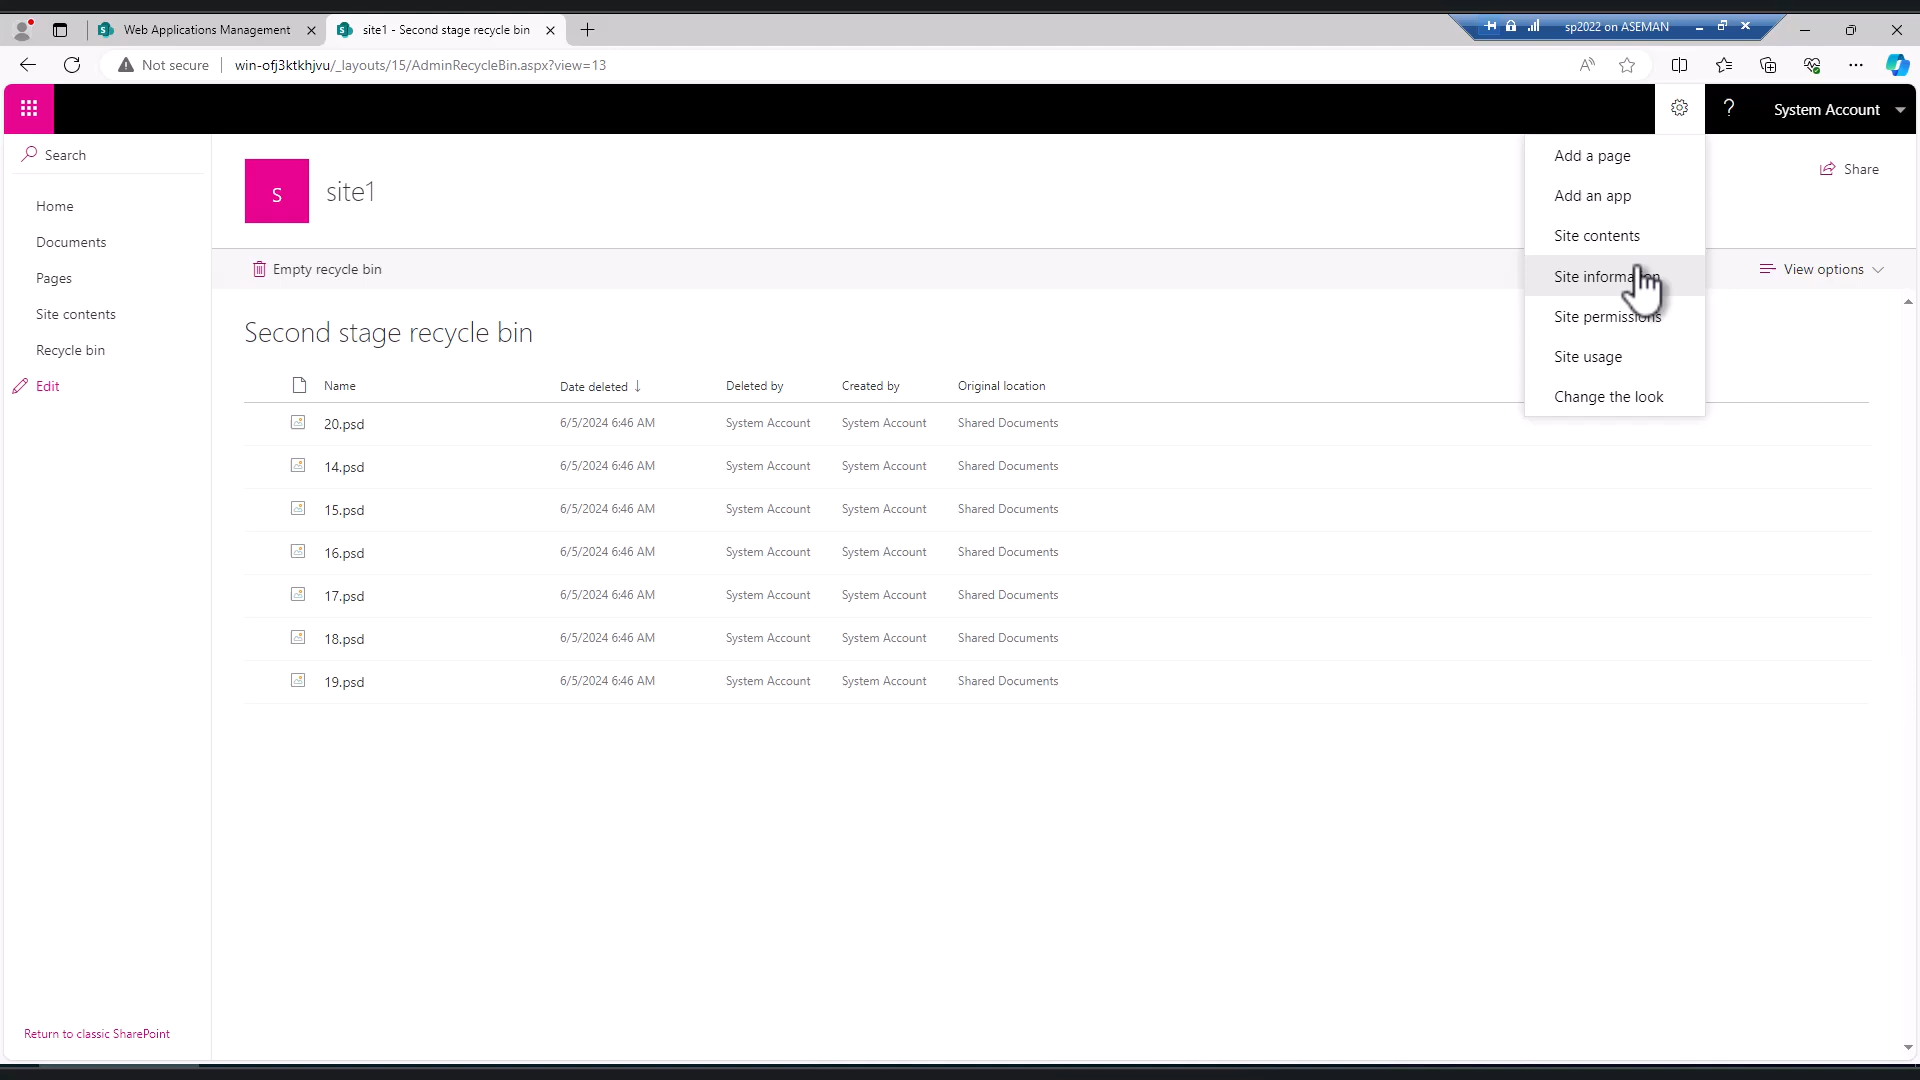 Web Applications Management
site1 - Second stage recycle bin
sp2022 on ASEMAN
Not secure
win-ofj3ktkhjvu/_layouts/15/AdminRecycleBin.aspx?view=13
System Account
Search
Home
Documents
Pages
Site contents
Recycle bin
Edit
Return to classic SharePoint
s
site1
Share
Add a page
Add an app
Site contents
Site information
Site permissions
Site usage
Change the look
Empty recycle bin
View options
Second stage recycle bin
Name Date deleted ↓ Deleted by Created by Original location
20.psd 6/5/2024 6:46 AM System Account System Account Shared Documents
14.psd 6/5/2024 6:46 AM System Account System Account Shared Documents
15.psd 6/5/2024 6:46 AM System Account System Account Shared Documents
16.psd 6/5/2024 6:46 AM System Account System Account Shared Documents
17.psd 6/5/2024 6:46 AM System Account System Account Shared Documents
18.psd 6/5/2024 6:46 AM System Account System Account Shared Documents
19.psd 6/5/2024 6:46 AM System Account System Account Shared Documents